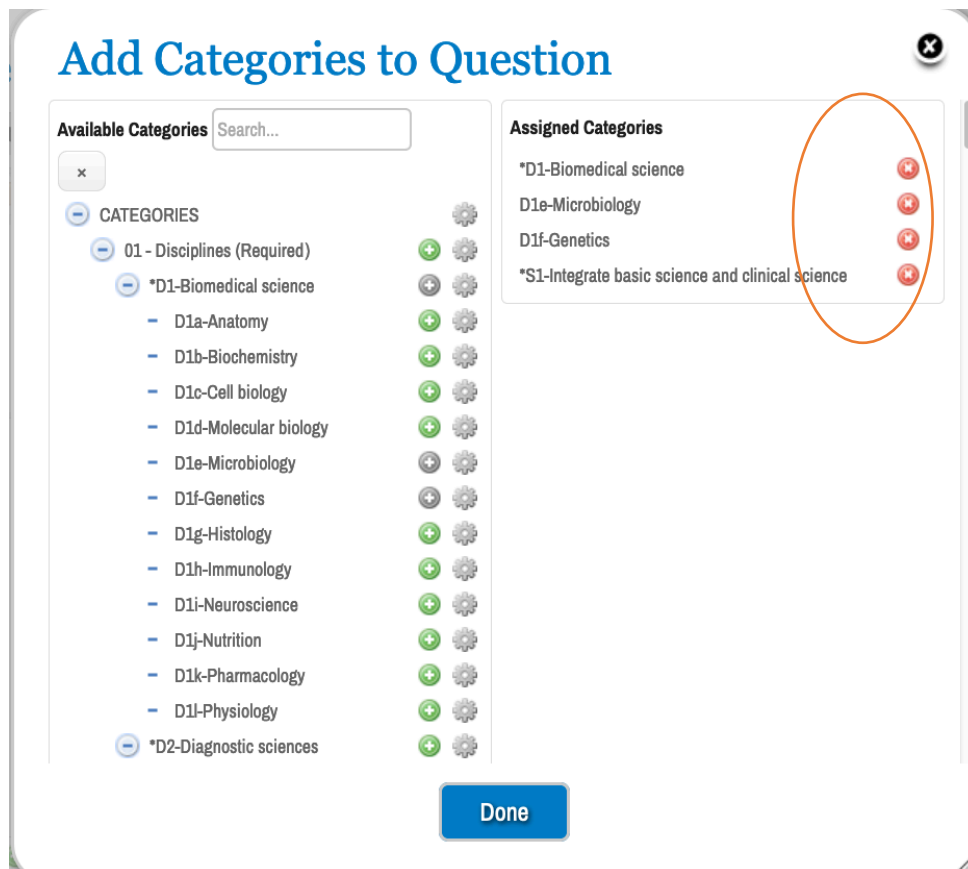 Add Categories to Question
Available Categories Search...
×
CATEGORIES
01 - Disciplines (Required)
*D1-Biomedical science
D1a-Anatomy
D1b-Biochemistry
D1c-Cell biology
D1d-Molecular biology
D1e-Microbiology
D1f-Genetics
D1g-Histology
D1h-Immunology
D1i-Neuroscience
D1j-Nutrition
D1k-Pharmacology
D1l-Physiology
*D2-Diagnostic sciences
Assigned Categories
*D1-Biomedical science
D1e-Microbiology
D1f-Genetics
*S1-Integrate basic science and clinical science
Done